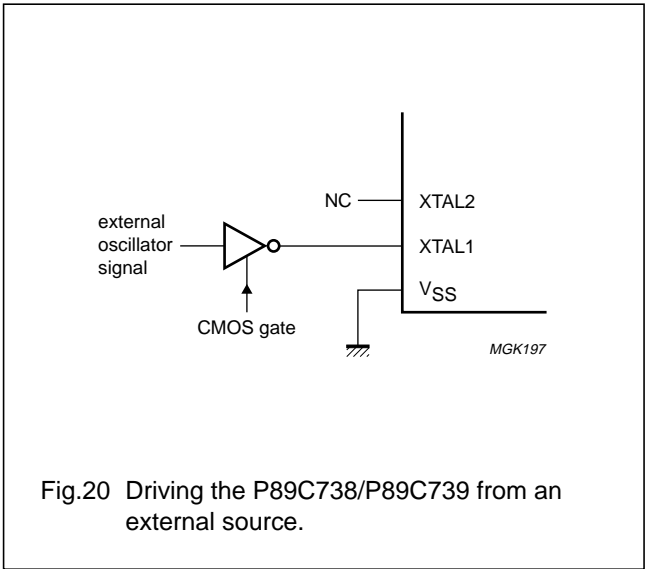 NC
XTAL2
external
oscillator
signal
XTAL1
VSS
CMOS gate
MGK197
Fig.20 Driving the P89C738/P89C739 from an
external source.